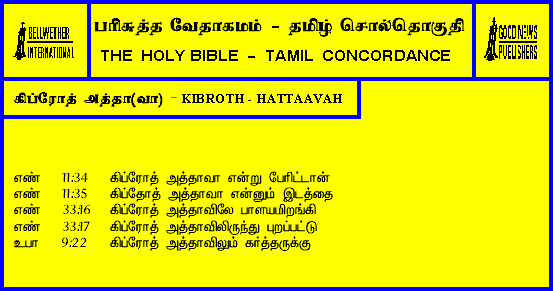 BELLWETHER
INTERNATIONAL
பரிசுத்த வேதாகமம் - தமிழ் சொல்தொகுதி
THE HOLY BIBLE - TAMIL CONCORDANCE
GOOD NEWS
PUBLISHERS
கிப்ரோத் அத்தா(வா) - KIBROTH - HATTAAVAH
எண் 11:34 கிப்ரோத் அத்தாவா என்று பேரிட்டான்
எண் 11:35 கிப்தோத் அத்தாவா என்னும் இடத்தை
எண் 33:16 கிப்ரோத் அத்தாவிலே பாளயமிறங்கி
எண் 33:17 கிப்ரோத் அத்தாவிலிருந்து புறப்பட்டு
உபா 9:22 கிப்ரோத் அத்தாவிலும் கர்த்தருக்கு